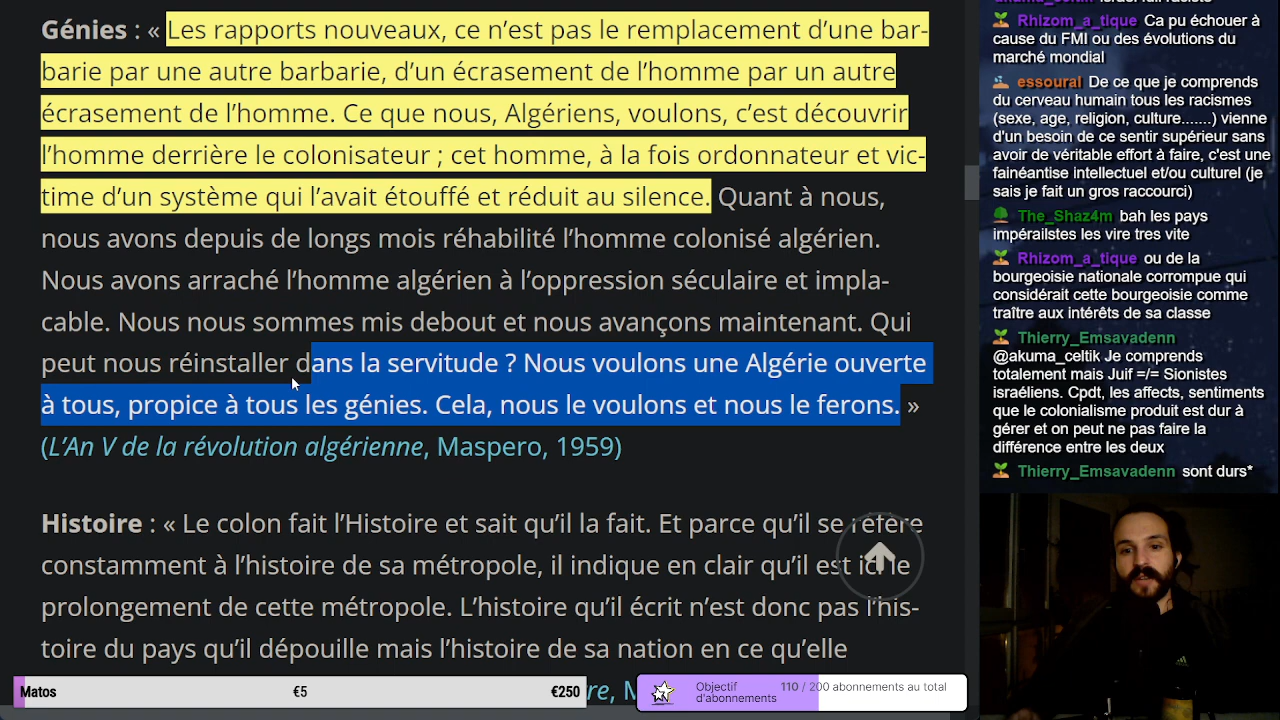 Génies : « Les rapports nouveaux, ce n’est pas le remplacement d’une bar-
barie par une autre barbarie, d’un écrasement de l’homme par un autre
écrasement de l’homme. Ce que nous, Algériens, voulons, c’est découvrir
l’homme derrière le colonisateur ; cet homme, à la fois ordonnateur et vic-
time d’un système qui l’avait étouffé et réduit au silence. Quant à nous,
nous avons depuis de longs mois réhabilité l’homme colonisé algérien.
Nous avons arraché l’homme algérien à l’oppression séculaire et impla-
cable. Nous nous sommes mis debout et nous avançons maintenant. Qui
peut nous réinstaller dans la servitude ? Nous voulons une Algérie ouverte
à tous, propice à tous les génies. Cela, nous le voulons et nous le ferons. »
(L’An V de la révolution algérienne, Maspero, 1959)
Histoire : « Le colon fait l’Histoire et sait qu’il la fait. Et parce qu’il se réfère
constamment à l’histoire de sa métropole, il indique en clair qu’il est ici le
prolongement de cette métropole. L’histoire qu’il écrit n’est donc pas l’his-
toire du pays qu’il dépouille mais l’histoire de sa nation en ce qu’elle
Matos €5 €250
Objectif
d'abonnements
110 / 200 abonnements au total
Rhizom_a_tique Ca pu échouer à
cause du FMI ou des évolutions du
marché mondial
essoural De ce que je comprends
du cerveau humain tous les racismes
(sexe, age, religion, culture.......) vienne
d'un besoin de ce sentir supérieur sans
avoir de véritable effort à faire, c'est une
fainéantise intellectuel et/ou culturel (je
sais je fait un gros raccourci)
The_Shaz4m bah les pays
impérailstes les vire tres vite
Rhizom_a_tique ou de la
bourgeoisie nationale corrompue qui
considérait cette bourgeoisie comme
traître aux intérêts de sa classe
Thierry_Emsavadenn
@akuma_celtik Je comprends
totalement mais Juif =/= Sionistes
israéliens. Cpdt, les affects, sentiments
que le colonialisme produit est dur à
gérer et on peut ne pas faire la
différence entre les deux
Thierry_Emsavadenn sont durs*